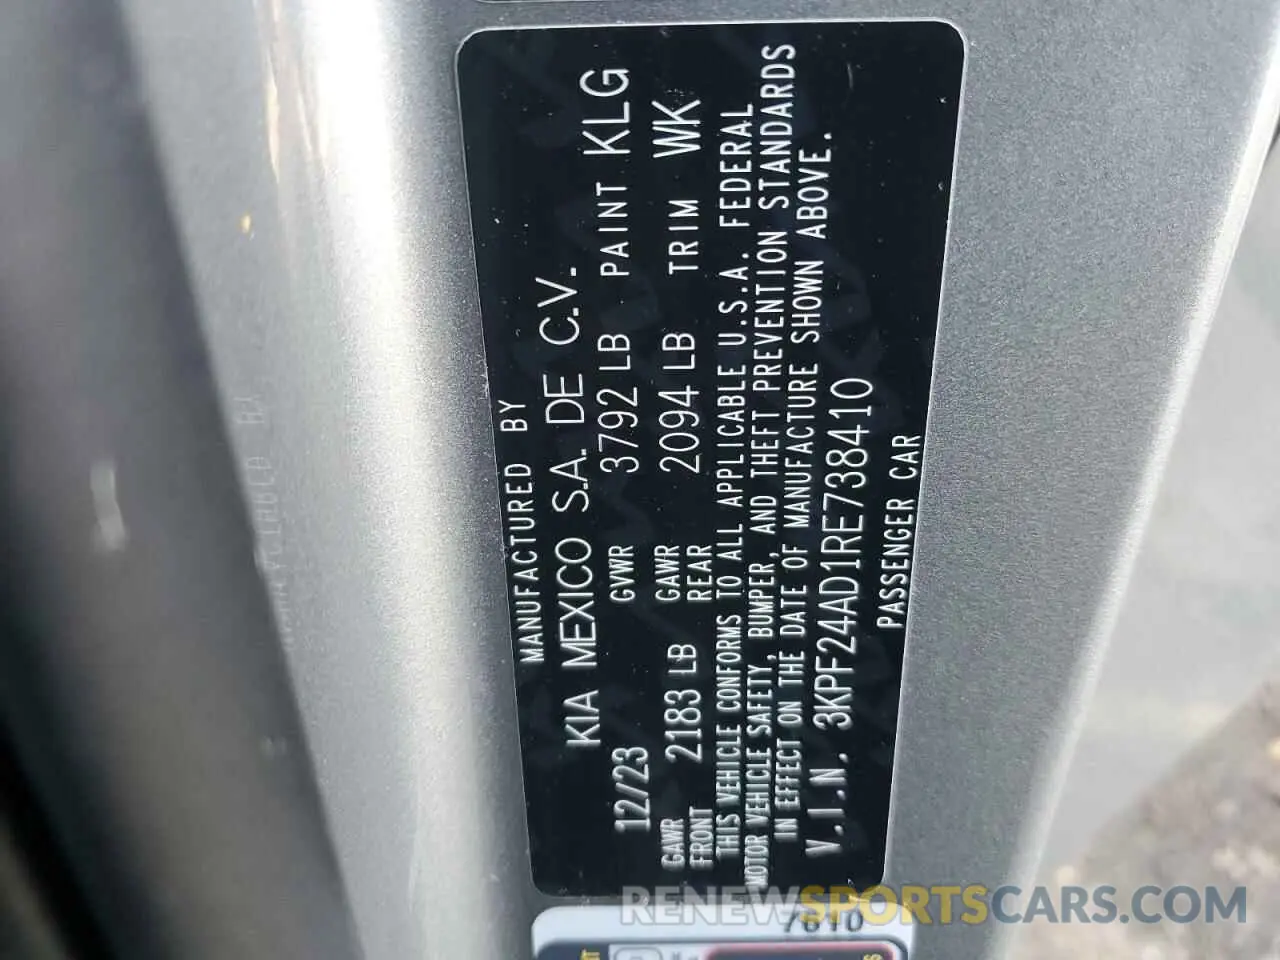 MANUFACTURED BY
KIA MEXICO S.A. DE C.V.
12/23 GVWR 3792 LB PAINT KLG
GAWR FRONT 2183 LB GAWR REAR 2094 LB TRIM WK
THIS VEHICLE CONFORMS TO ALL APPLICABLE U.S.A. FEDERAL
MOTOR VEHICLE SAFETY, BUMPER, AND THEFT PREVENTION STANDARDS
IN EFFECT ON THE DATE OF MANUFACTURE SHOWN ABOVE.
V.I.N. 3KPF24AD1RE738410
PASSENGER CAR
7610
RENEWSPORTSCARS.COM